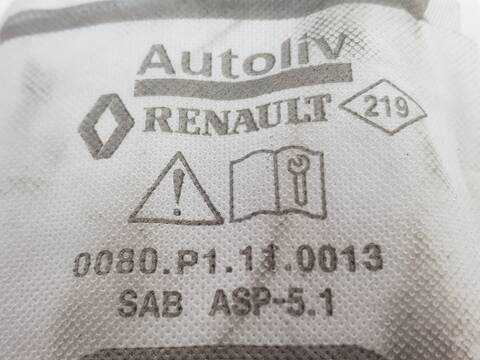 Autoliv
RENAULT 219
0080.P1.11.0013
SAB ASP-5.1